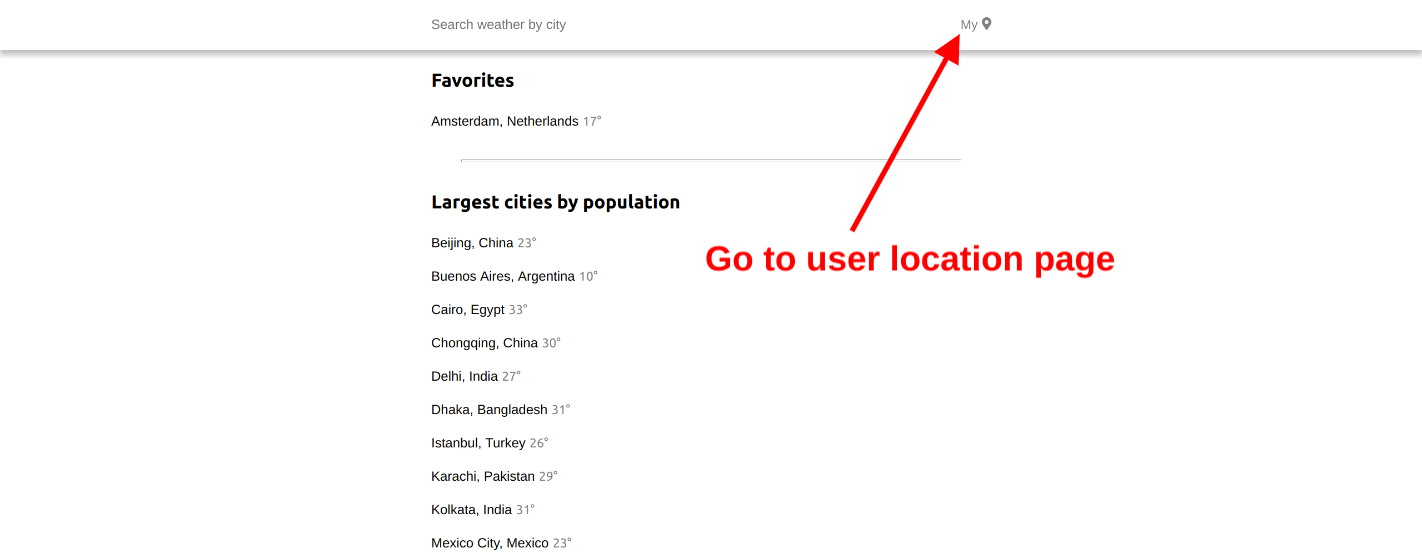 Search weather by city
My
Favorites
Amsterdam, Netherlands 17°
Largest cities by population
Beijing, China 23°
Go to user location page
Buenos Aires, Argentina 10°
Cairo, Egypt 33°
Chongqing, China 30°
Delhi, India 27°
Dhaka, Bangladesh 31°
Istanbul, Turkey 26°
Karachi, Pakistan 29°
Kolkata, India 31°
Mexico City, Mexico 23°